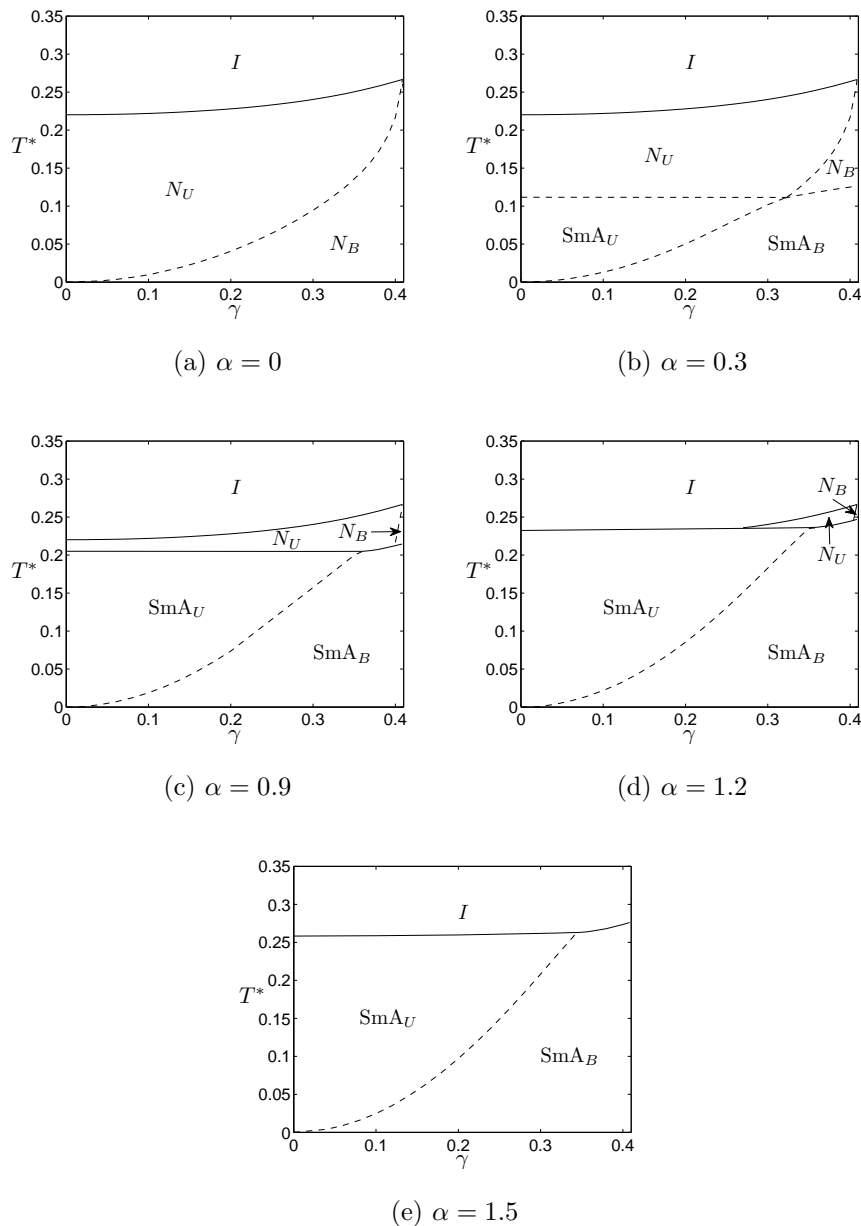 0.35
0.3
0.25
0.2
0.15
0.1
0.05
0
T*
I
N_U
N_B
0 0.1 0.2 0.3 0.4
γ
(a) α = 0
0.35
0.3
0.25
0.2
0.15
0.1
0.05
0
T*
I
N_U
N_B
SmA_U
SmA_B
0 0.1 0.2 0.3 0.4
γ
(b) α = 0.3
0.35
0.3
0.25
0.2
0.15
0.1
0.05
0
T*
I
N_B
N_U
SmA_U
SmA_B
0 0.1 0.2 0.3 0.4
γ
(c) α = 0.9
0.35
0.3
0.25
0.2
0.15
0.1
0.05
0
T*
I
N_B
N_U
SmA_U
SmA_B
0 0.1 0.2 0.3 0.4
γ
(d) α = 1.2
0.35
0.3
0.25
0.2
0.15
0.1
0.05
0
T*
I
SmA_U
SmA_B
0 0.1 0.2 0.3 0.4
γ
(e) α = 1.5